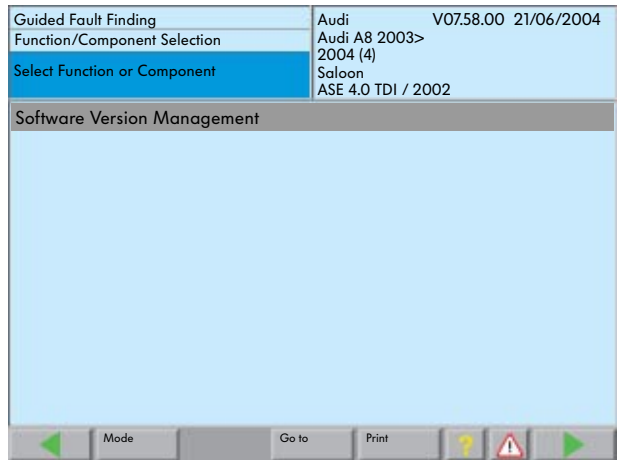 Guided Fault Finding
Function/Component Selection
Select Function or Component
Audi V07.58.00 21/06/2004
Audi A8 2003>
2004 (4)
Saloon
ASE 4.0 TDI / 2002
Software Version Management
Mode Go to Print ?